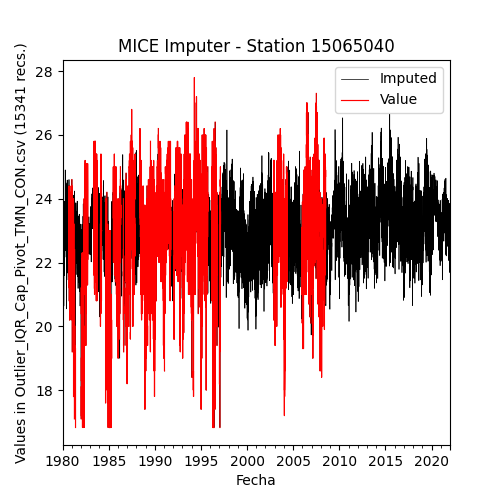 MICE Imputer - Station 15065040
Values in Outlier_IQR_Cap_Pivot_TMN_CON.csv (15341 recs.)
28
26
24
22
20
18
Imputed
Value
1980 1985 1990 1995 2000 2005 2010 2015 2020
Fecha